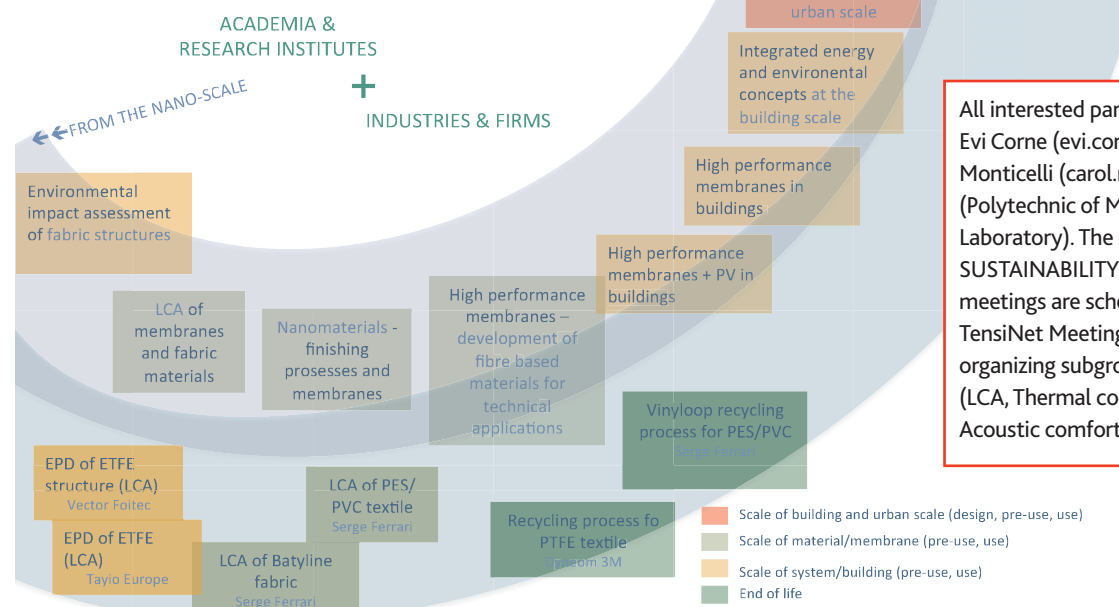 urban scale
ACADEMIA &
RESEARCH INSTITUTES
+
INDUSTRIES & FIRMS
FROM THE NANO-SCALE
Integrated energy
and environental
concepts at the
building scale
High performance
membranes in
buildings
High performance
membranes + PV in
buildings
Environmental
impact assessment
of fabric structures
LCA of
membranes
and fabric
materials
Nanomaterials -
finishing
prosesses and
membranes
High performance
membranes –
development of
fibre based
materials for
technical
applications
Vinyloop recycling
process for PES/PVC
Serge Ferrari
EPD of ETFE
structure (LCA)
Vector Foitec
EPD of ETFE
(LCA)
Tayio Europe
LCA of PES/
PVC textile
Serge Ferrari
LCA of Batyline
fabric
Serge Ferrari
Recycling process fo
PTFE textile
3M
Scale of building and urban scale (design, pre-use, use)
Scale of material/membrane (pre-use, use)
Scale of system/building (pre-use, use)
End of life
All interested par
Evi Corne (evi.cor
Monticelli (carol.
(Polytechnic of M
Laboratory). The
SUSTAINABILITY
meetings are sch
TensiNet Meeting
organizing subgro
(LCA, Thermal co
Acoustic comfort